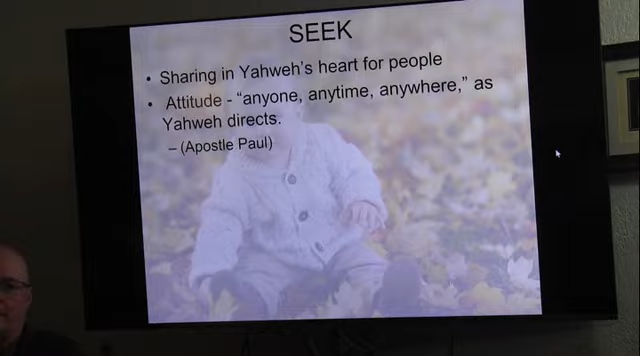 SEEK
• Sharing in Yahweh's heart for people
• Attitude - "anyone, anytime, anywhere," as
Yahweh directs.
– (Apostle Paul)